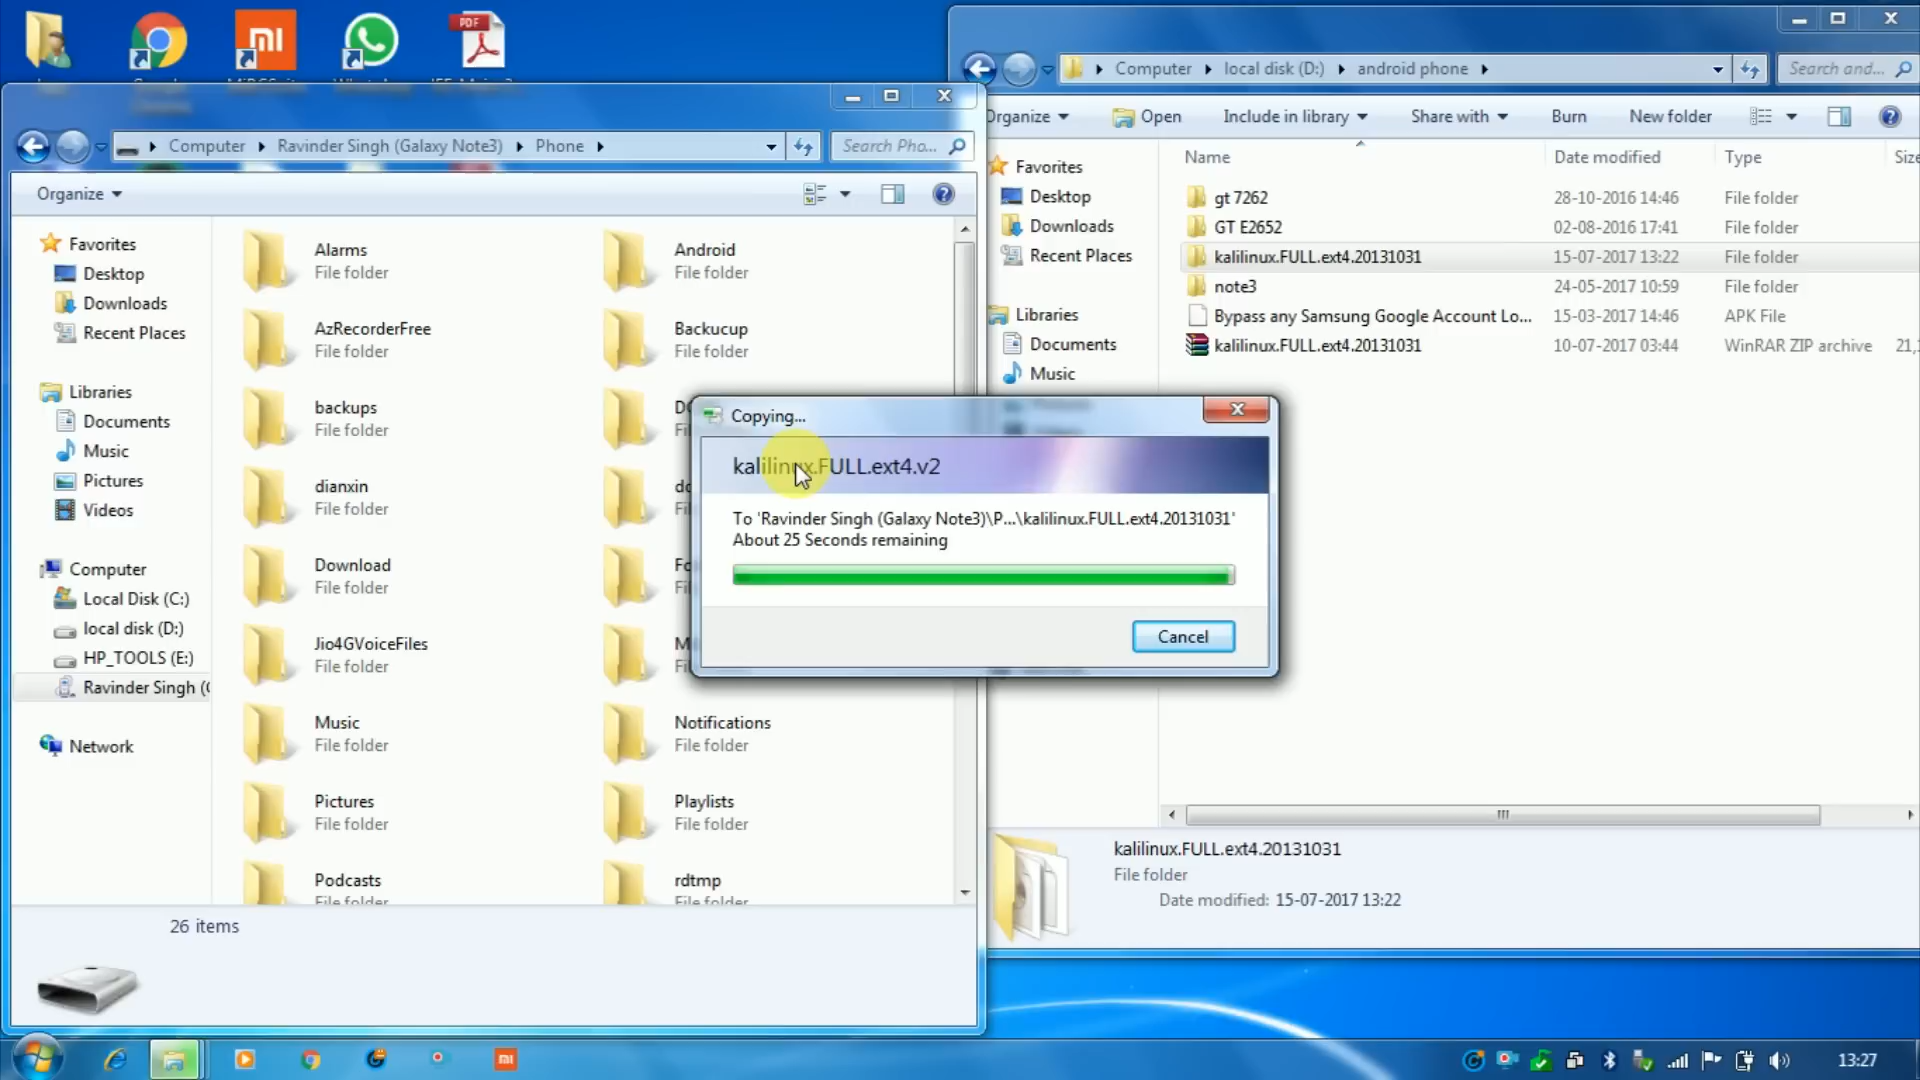 PDF
mi
Computer
local disk (D:)
android phone
Search and...
Organize
Open
Include in library
Share with
Burn
New folder
Name
Date modified
Type
Size
Favorites
Desktop
Downloads
Recent Places
Libraries
Documents
Music
gt 7262
28-10-2016 14:46
File folder
GT E2652
02-08-2016 17:41
File folder
kalilinux.FULL.ext4.20131031
15-07-2017 13:22
File folder
note3
24-05-2017 10:59
File folder
Bypass any Samsung Google Account Lo...
15-03-2017 14:46
APK File
kalilinux.FULL.ext4.20131031
10-07-2017 03:44
WinRAR ZIP archive
21,
kalilinux.FULL.ext4.20131031
File folder
Date modified: 15-07-2017 13:22
Computer
Ravinder Singh (Galaxy Note3)
Phone
Search Pho...
Organize
Favorites
Desktop
Downloads
Recent Places
Libraries
Documents
Music
Pictures
Videos
Computer
Local Disk (C:)
local disk (D:)
HP_TOOLS (E:)
Ravinder Singh (
Network
Alarms
File folder
Android
File folder
AzRecorderFree
File folder
Backucup
File folder
backups
File folder
dianxin
File folder
Download
File folder
Jio4GVoiceFiles
File folder
Music
File folder
Notifications
File folder
Pictures
File folder
Playlists
File folder
Podcasts
File folder
rdtmp
File folder
26 items
Copying...
kalilinux.FULL.ext4.v2
To 'Ravinder Singh (Galaxy Note3)\P...\kalilinux.FULL.ext4.20131031'
About 25 Seconds remaining
Cancel
mi
13:27